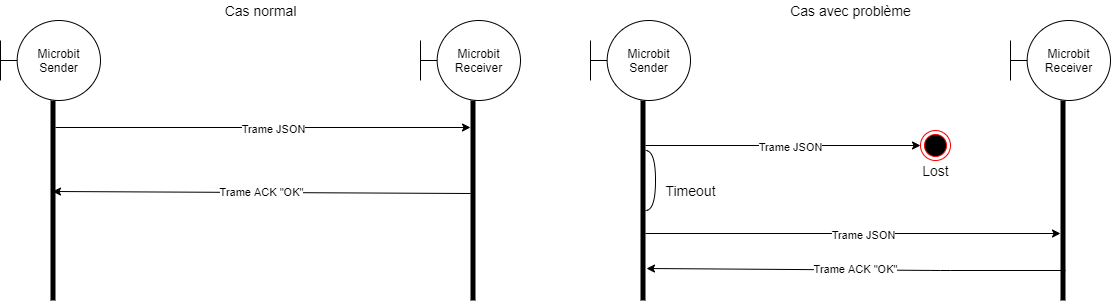 Cas normal
Microbit
Sender
Microbit
Receiver
Trame JSON
Trame ACK "OK"
Cas avec problème
Microbit
Sender
Microbit
Receiver
Trame JSON
Lost
Timeout
Trame JSON
Trame ACK "OK"